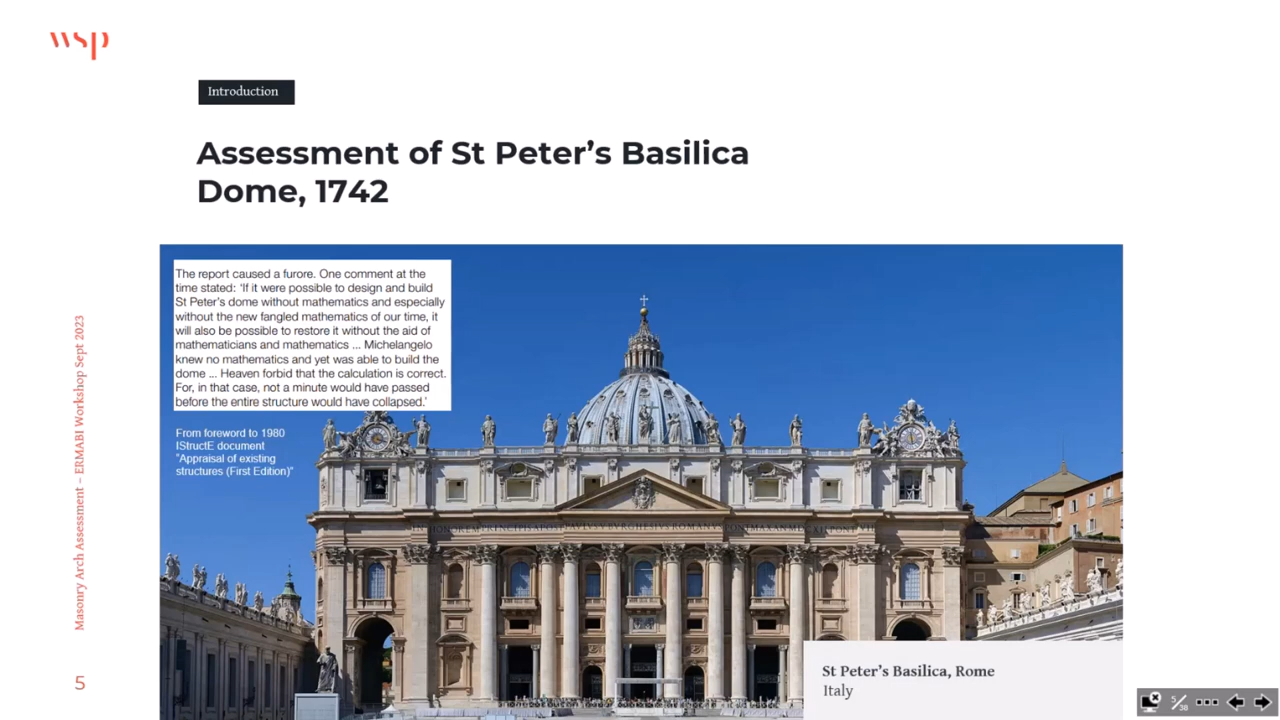 wsp
Introduction
Assessment of St Peter's Basilica
Dome, 1742
The report caused a furore. One comment at the
time stated: 'If it were possible to design and build
St Peter's dome without mathematics and especially
without the new fangled mathematics of our time, it
will also be possible to restore it without the aid of
mathematicians and mathematics ... Michelangelo
knew no mathematics and yet was able to build the
dome ... Heaven forbid that the calculation is correct.
For, in that case, not a minute would have passed
before the entire structure would have collapsed.'
From foreword to 1980
IStructE document
"Appraisal of existing
structures (First Edition)"
Masonry Arch Assessment – ERMABI Workshop Sept 2023
5
St Peter's Basilica, Rome
Italy
5/38